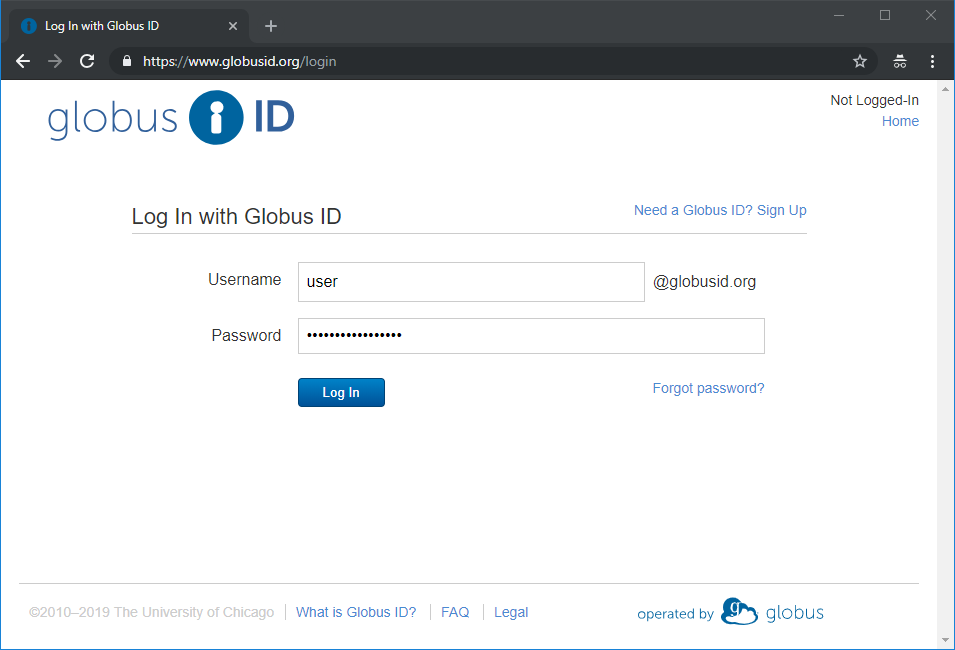 Log In with Globus ID
https://www.globusid.org/login
globus ID
Not Logged-In
Home
Log In with Globus ID
Need a Globus ID? Sign Up
Username
user
@globusid.org
Password
•••••••••••••••••
Log In
Forgot password?
©2010–2019 The University of Chicago
What is Globus ID?
FAQ
Legal
operated by
globus